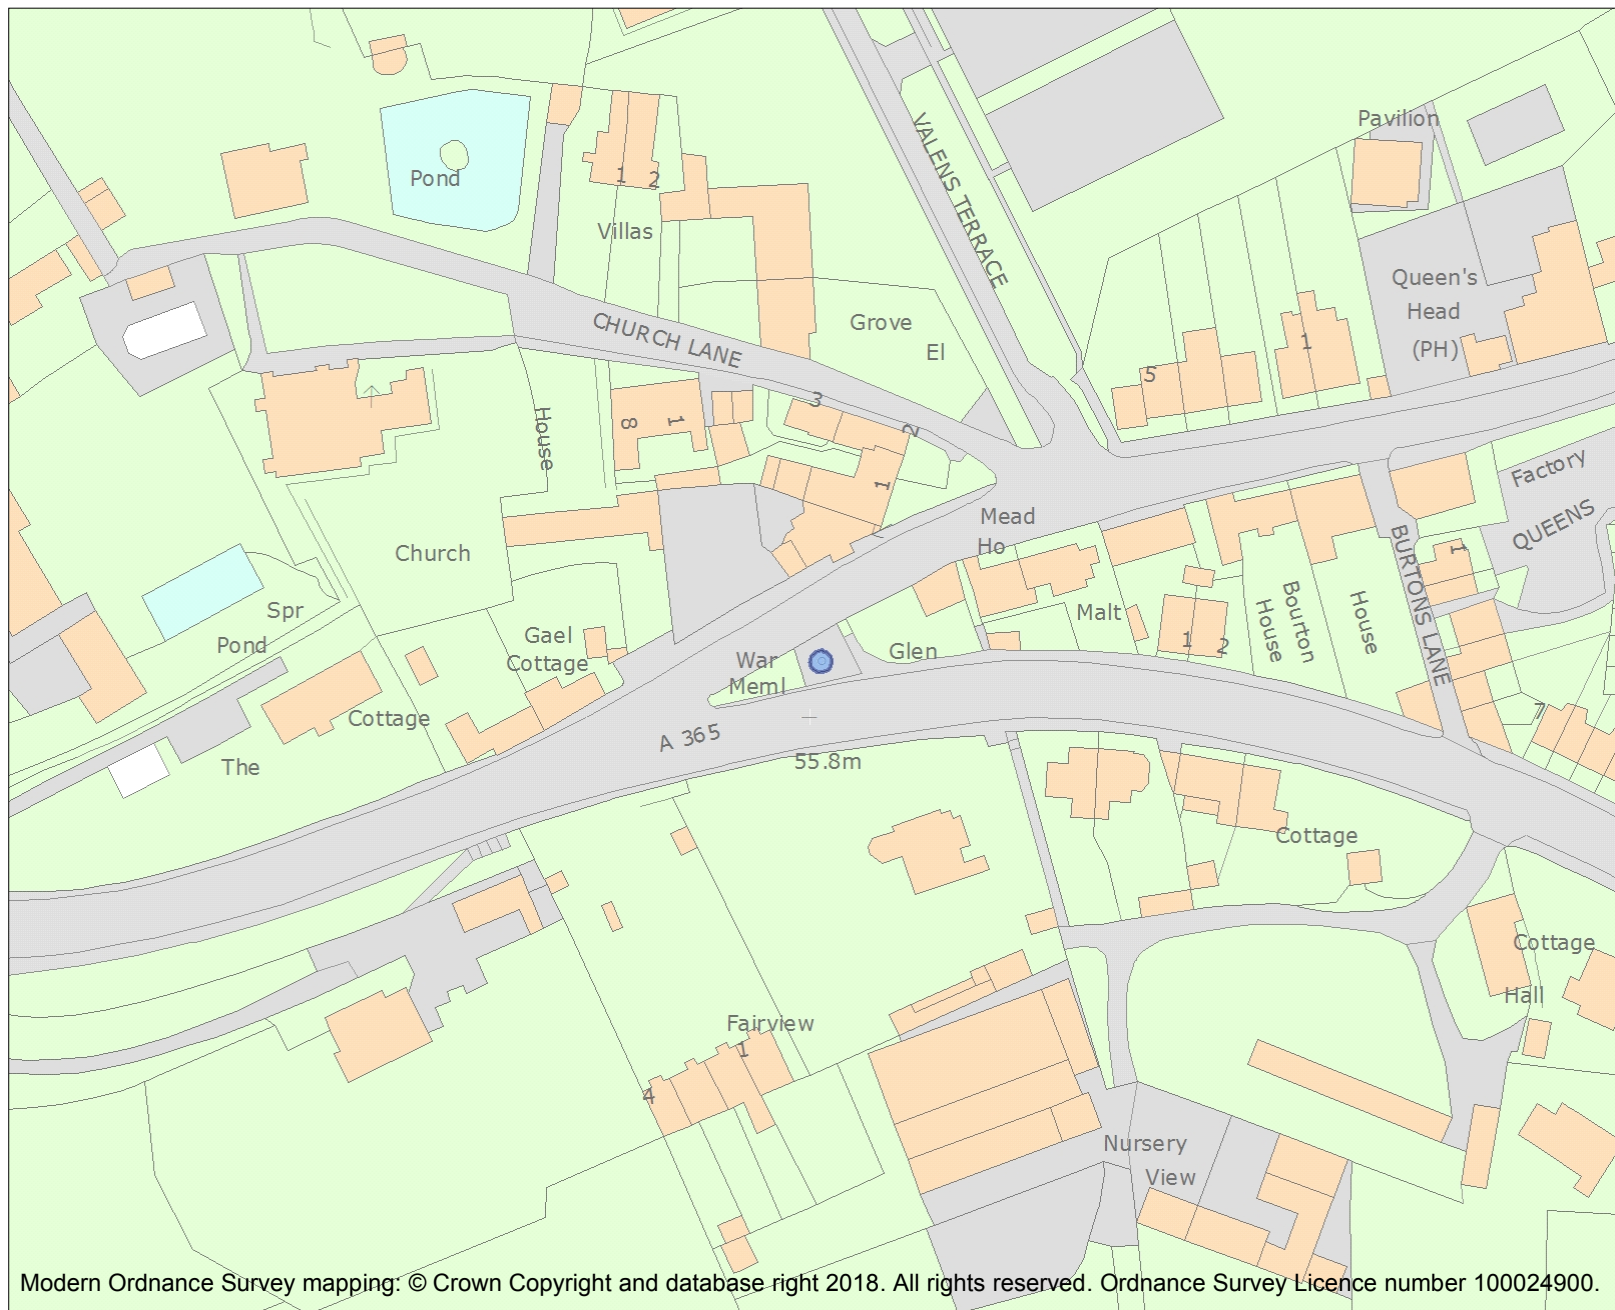 Pond
1
2
Villas
VALENS TERRACE
Pavilion
Queen's
Head
(PH)
CHURCH LANE
Grove
El
1
5
3
2
8
1
House
1
Factory
QUEENS
Mead
Ho
Church
BURTONS LANE
1
Spr
Pond
Gael
Cottage
Malt
Bourton
House
House
1
2
War
Meml
Glen
Cottage
The
A 365
55.8m
7
Cottage
Cottage
Hall
Fairview
1
4
Nursery
View
Modern Ordnance Survey mapping: © Crown Copyright and database right 2018. All rights reserved. Ordnance Survey Licence number 100024900.